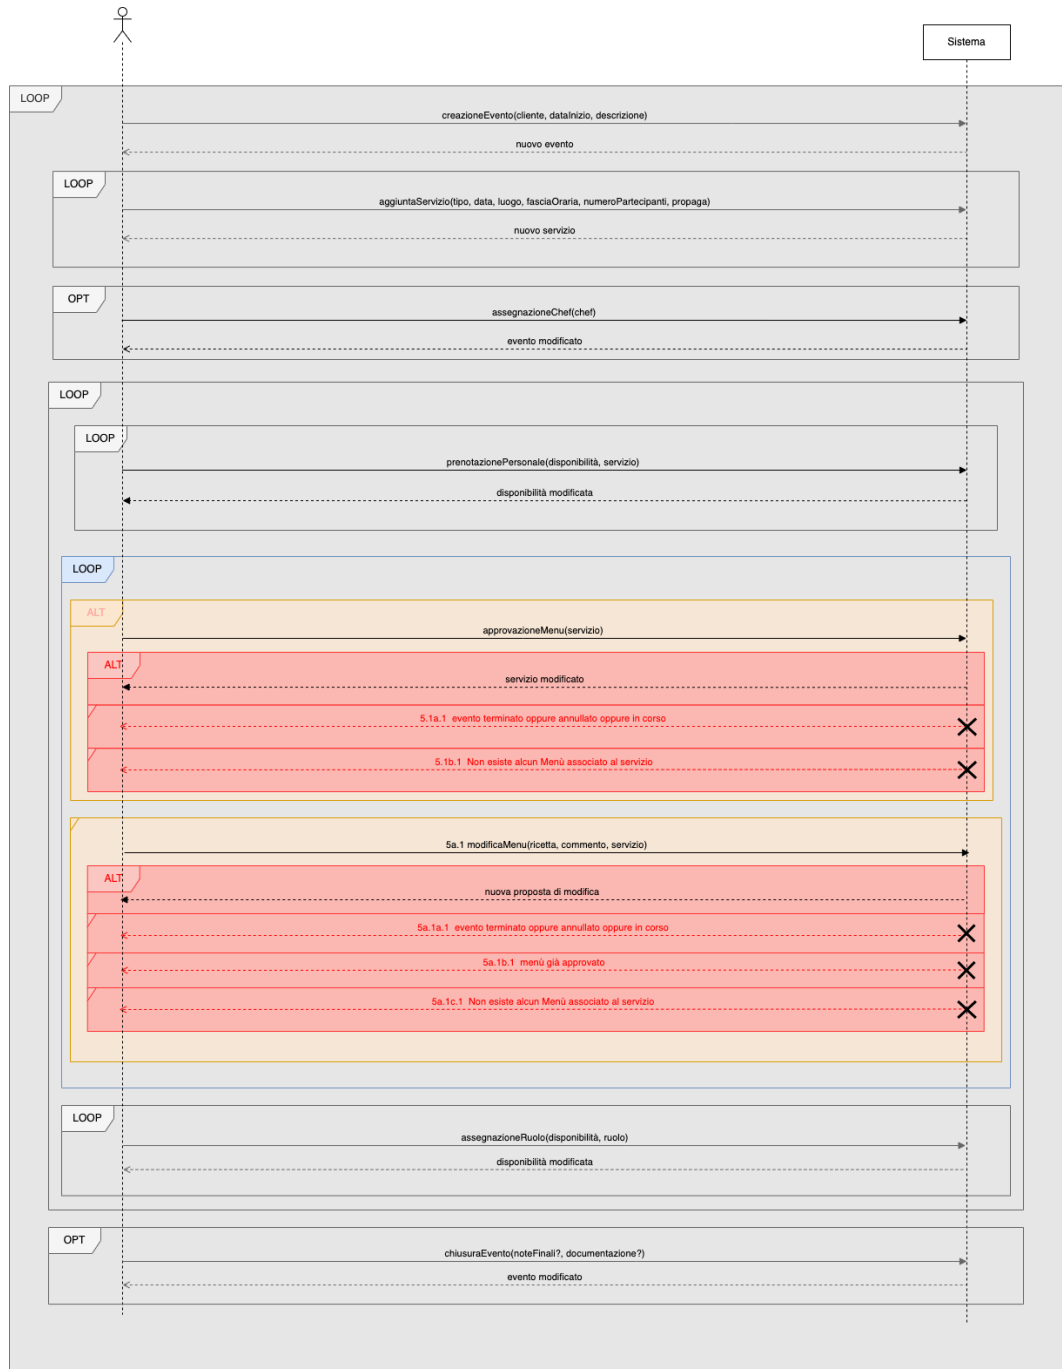 Sistema
LOOP
creazioneEvento(cliente, dataInizio, descrizione)
nuovo evento
LOOP
aggiuntaServizio(tipo, data, luogo, fasciaOraria, numeroPartecipanti, propaga)
nuovo servizio
OPT
assegnazioneChef(chef)
evento modificato
LOOP
LOOP
prenotazionePersonale(disponibilità, servizio)
disponibilità modificata
LOOP
ALT
approvazioneMenu(servizio)
ALT
servizio modificato
5.1a.1 evento terminato oppure annullato oppure in corso
5.1b.1 Non esiste alcun Menù associato al servizio
5a.1 modificaMenu(ricetta, commento, servizio)
ALT
nuova proposta di modifica
5a.1a.1 evento terminato oppure annullato oppure in corso
5a.1b.1 menù già approvato
5a.1c.1 Non esiste alcun Menù associato al servizio
LOOP
assegnazioneRuolo(disponibilità, ruolo)
disponibilità modificata
OPT
chiusuraEvento(noteFinali?, documentazione?)
evento modificato